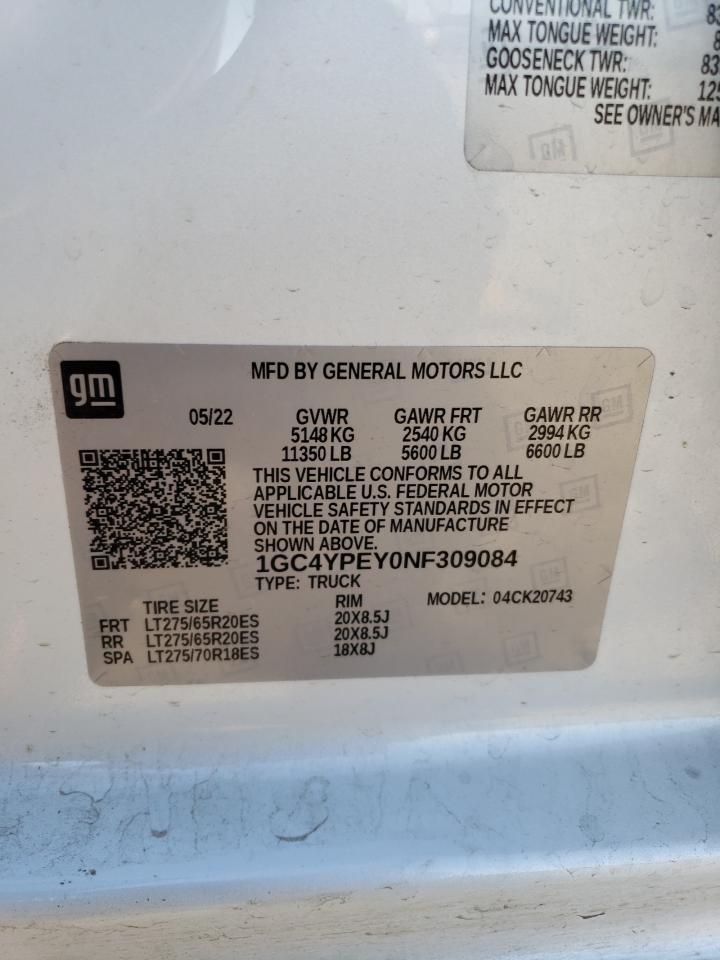 CONVENTIONAL TWR:
MAX TONGUE WEIGHT:
GOOSENECK TWR:
MAX TONGUE WEIGHT:
SEE OWNER'S
gm
MFD BY GENERAL MOTORS LLC
05/22 GVWR GAWR FRT GAWR RR
5148 KG 2540 KG 2994 KG
11350 LB 5600 LB 6600 LB
THIS VEHICLE CONFORMS TO ALL
APPLICABLE U.S. FEDERAL MOTOR
VEHICLE SAFETY STANDARDS IN EFFECT
ON THE DATE OF MANUFACTURE
SHOWN ABOVE.
1GC4YPEY0NF309084
TYPE: TRUCK MODEL: 04CK20743
TIRE SIZE RIM
FRT LT275/65R20ES 20X8.5J
RR LT275/65R20ES 20X8.5J
SPA LT275/70R18ES 18X8J